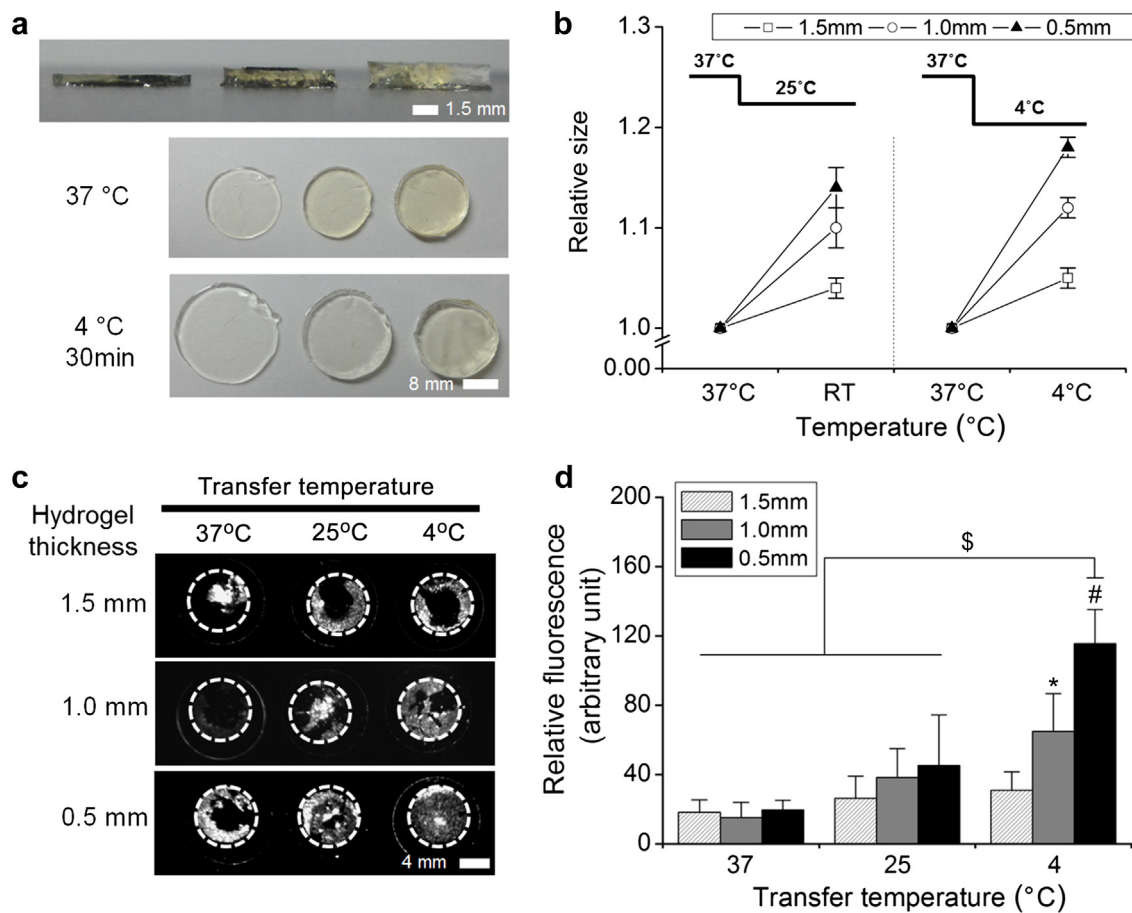 a
1.5 mm
37 °C
4 °C
30min
8 mm
b
1.5mm 1.0mm 0.5mm
37°C 37°C
25°C 4°C
1.3
1.2
1.1
1.0
0.00
Relative size
37°C RT 37°C 4°C
Temperature (°C)
c
Transfer temperature
Hydrogel
thickness
37°C 25°C 4°C
1.5 mm
1.0 mm
0.5 mm
4 mm
d
1.5mm
1.0mm
0.5mm
$
#
*
200
160
120
80
40
0
Relative fluorescence
(arbitrary unit)
37 25 4
Transfer temperature (°C)